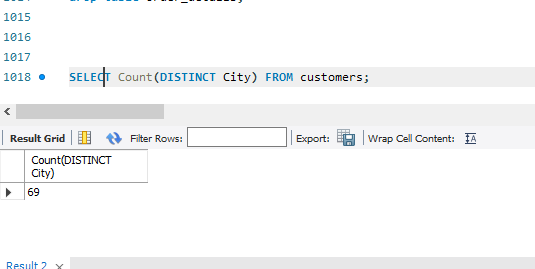 1015
1016
1017
1018 SELECT Count(DISTINCT City) FROM customers;
Result Grid Filter Rows: Export: Wrap Cell Content:
Count(DISTINCT
City)
69
Result 2